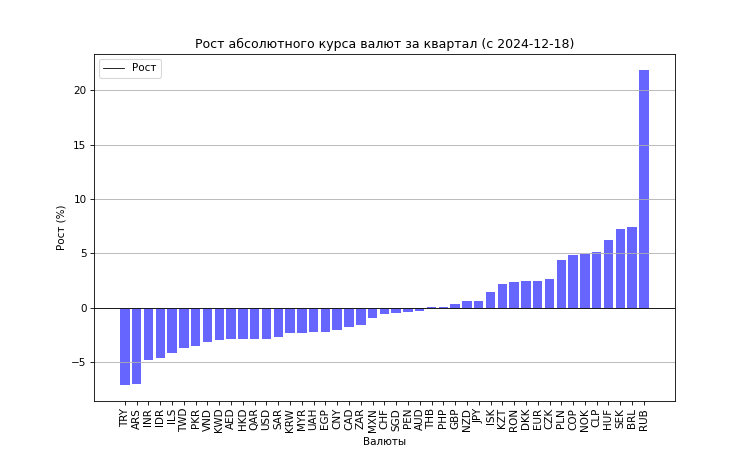 Рост абсолютного курса валют за квартал (с 2024-12-18)
Рост
Рост (%)
20
15
10
5
0
−5
TRY
ARS
INR
IDR
ILS
TWD
PKR
VND
KWD
AED
HKD
QAR
USD
SAR
KRW
MYR
UAH
EGP
CNY
CAD
ZAR
MXN
CHF
SGD
PEN
AUD
THB
PHP
GBP
NZD
JPY
ISK
KZT
RON
DKK
EUR
CZK
PLN
COP
NOK
CLP
HUF
SEK
BRL
RUB
Валюты